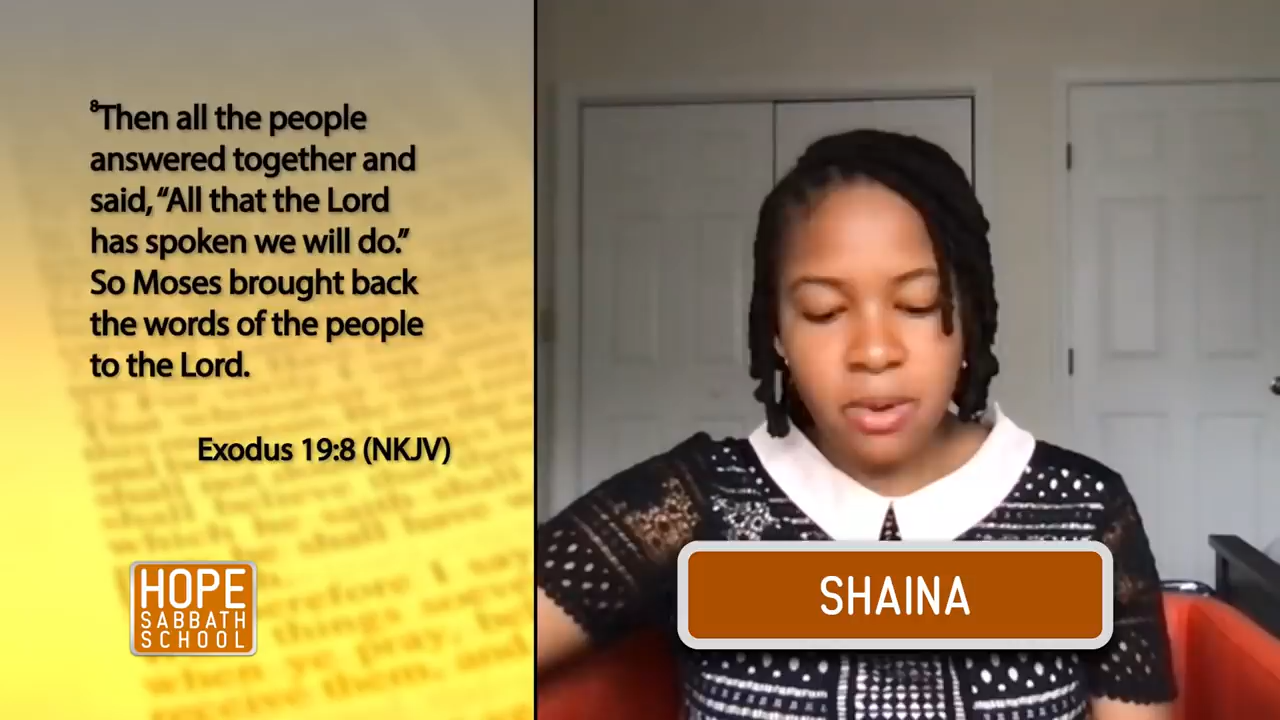 ⁸Then all the people
answered together and
said, “All that the Lord
has spoken we will do.”
So Moses brought back
the words of the people
to the Lord.
Exodus 19:8 (NKJV)
HOPE
SABBATH
SCHOOL
SHAINA